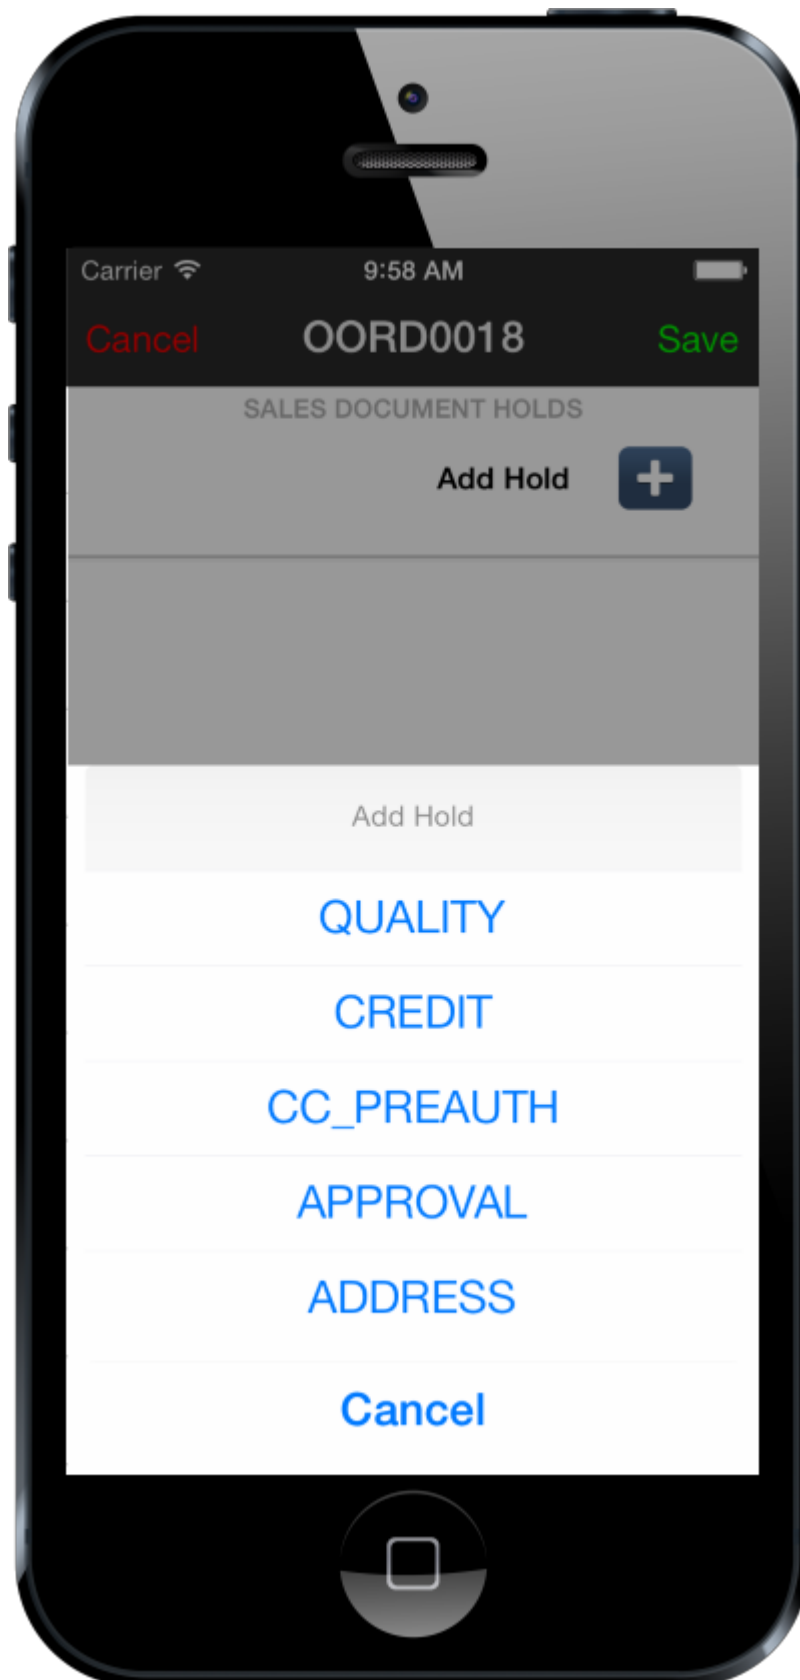 Carrier 9:58 AM
Cancel OORD0018 Save
SALES DOCUMENT HOLDS
Add Hold
Add Hold
QUALITY
CREDIT
CC_PREAUTH
APPROVAL
ADDRESS
Cancel